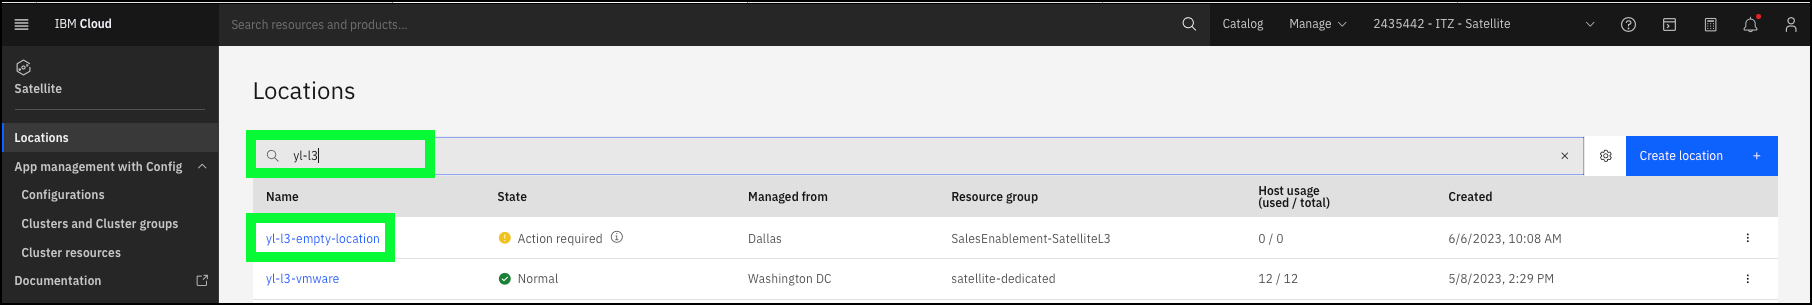 IBM Cloud
Search resources and products...
Catalog
Manage
2435442 - ITZ - Satellite
Satellite
Locations
App management with Config
Configurations
Clusters and Cluster groups
Cluster resources
Documentation
Locations
yl-l3
Create location +
Name State Managed from Resource group Host usage (used / total) Created
yl-l3-empty-location Action required Dallas SalesEnablement-SatelliteL3 0 / 0 6/6/2023, 10:08 AM
yl-l3-vmware Normal Washington DC satellite-dedicated 12 / 12 5/8/2023, 2:29 PM